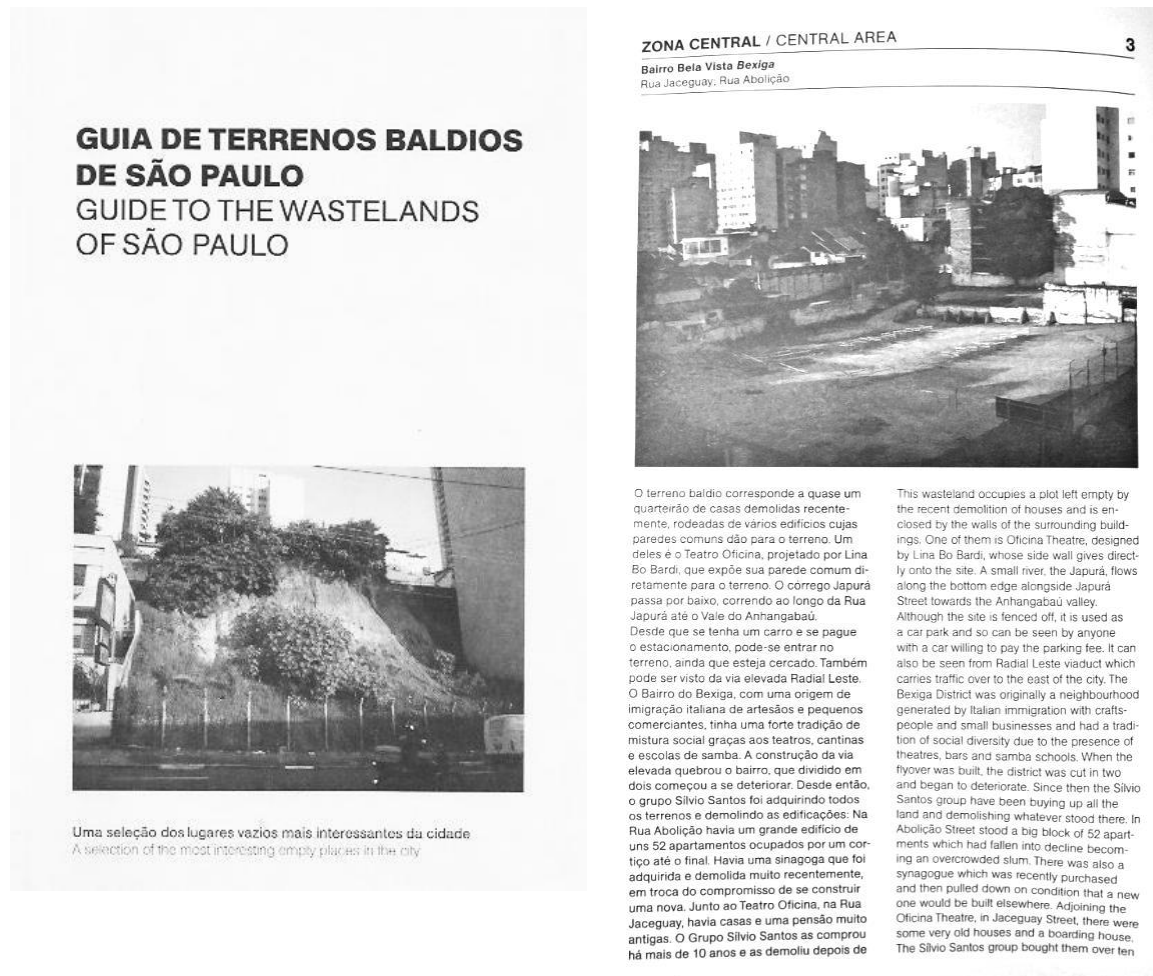 GUIA DE TERRENOS BALDIOS
DE SÃO PAULO
GUIDE TO THE WASTELANDS
OF SÃO PAULO
Uma seleção dos lugares vazios mais interessantes da cidade
A selection of the most interesting empty places in the city
ZONA CENTRAL / CENTRAL AREA
3
Bairro Bela Vista Bexiga
Rua Jaceguay, Rua Abolição
O terreno baldio corresponde a quase um
quarteirão de casas demolidas recente-
mente, rodeadas de vários edifícios cujas
paredes comuns dão para o terreno. Um
deles é o Teatro Oficina, projetado por Lina
Bo Bardi, que expõe sua parede comum di-
retamente para o terreno. O córrego Japurá
passa por baixo, correndo ao longo da Rua
Japurá até o Vale do Anhangabaú.
Desde que se tenha um carro e se pague
o estacionamento, pode-se entrar no
terreno, ainda que esteja cercado. Também
pode ser visto da via elevada Radial Leste.
O Bairro do Bexiga, com uma origem de
imigração italiana de artesãos e pequenos
comerciantes, tinha uma forte tradição de
mistura social graças aos teatros, cantinas
e escolas de samba. A construção da via
elevada quebrou o bairro, que dividido em
dois começou a se deteriorar. Desde então,
o grupo Sílvio Santos foi adquirindo todos
os terrenos e demolindo as edificações: Na
Rua Abolição havia um grande edifício de
uns 52 apartamentos ocupados por um cor-
tiço até o final. Havia uma sinagoga que foi
adquirida e demolida muito recentemente,
em troca do compromisso de se construir
uma nova. Junto ao Teatro Oficina, na Rua
Jaceguay, havia casas e uma pensão muito
antigas. O Grupo Sílvio Santos as comprou
há mais de 10 anos e as demoliu depois de
This wasteland occupies a plot left empty by
the recent demolition of houses and is en-
closed by the walls of the surrounding build-
ings. One of them is Oficina Theatre, designed
by Lina Bo Bardi, whose side wall gives direct-
ly onto the site. A small river, the Japurá, flows
along the bottom edge alongside Japurá
Street towards the Anhangabaú valley.
Although the site is fenced off, it is used as
a car park and so can be seen by anyone
with a car willing to pay the parking fee. It can
also be seen from Radial Leste viaduct which
carries traffic over to the east of the city. The
Bexiga District was originally a neighbourhood
generated by Italian immigration with crafts-
people and small businesses and had a tradi-
tion of social diversity due to the presence of
theatres, bars and samba schools. When the
flyover was built, the district was cut in two
and began to deteriorate. Since then the Sílvio
Santos group have been buying up all the
land and demolishing whatever stood there. In
Abolição Street stood a big block of 52 apart-
ments which had fallen into decline becom-
ing an overcrowded slum. There was also a
synagogue which was recently purchased
and then pulled down on condition that a new
one would be built elsewhere. Adjoining the
Oficina Theatre, in Jaceguay Street, there were
some very old houses and a boarding house.
The Sílvio Santos group bought them over ten